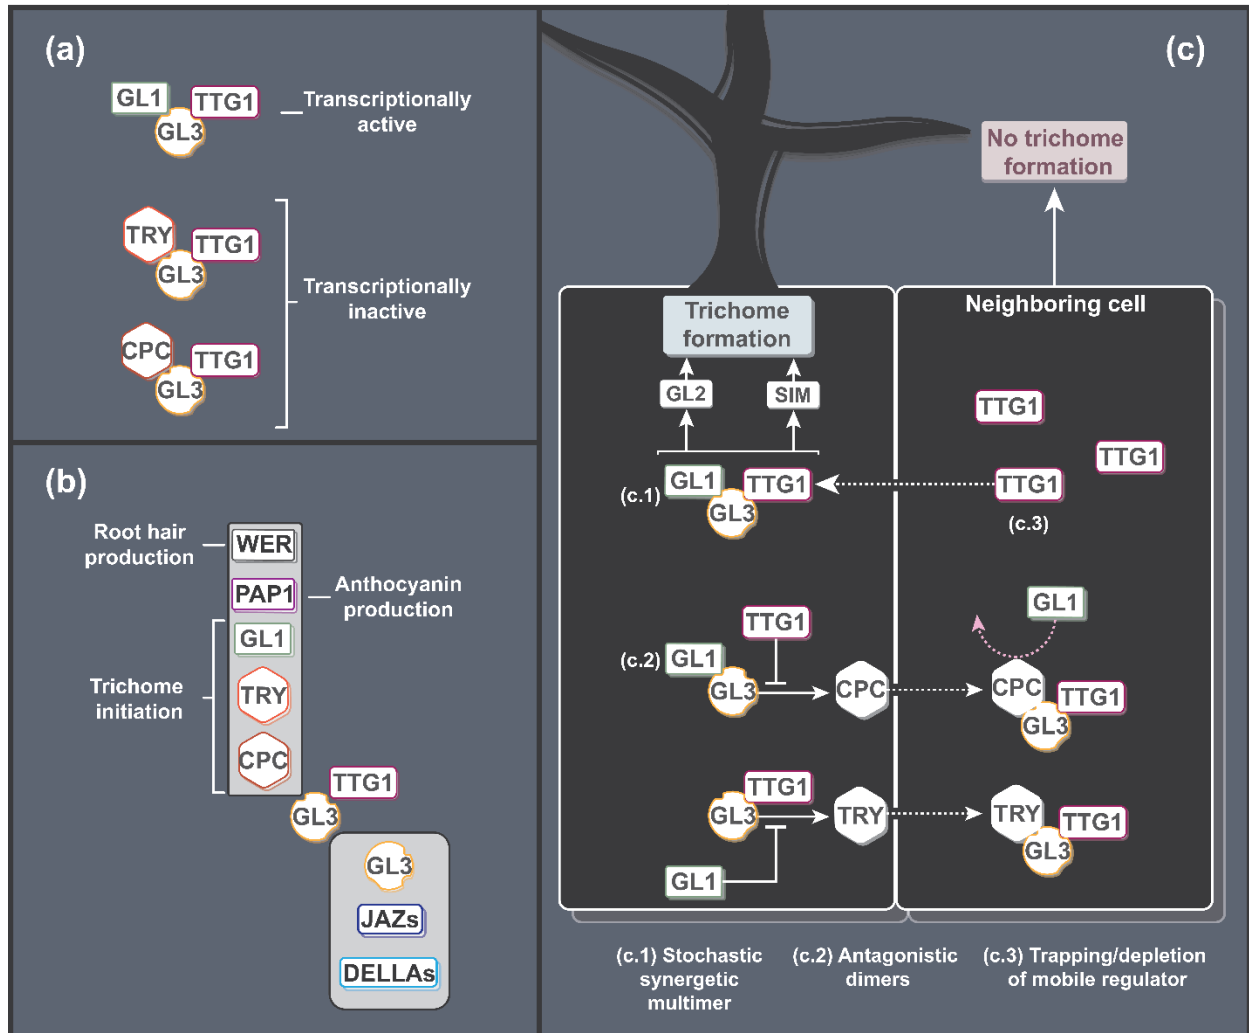 (a)
GL1
TTG1
GL3
Transcriptionally
active
TRY
TTG1
GL3
Transcriptionally
inactive
CPC
TTG1
GL3
(b)
Root hair
production
WER
PAP1
Anthocyanin
production
GL1
Trichome
initiation
TRY
CPC
TTG1
GL3
GL3
JAZs
DELLAs
(c)
No trichome
formation
Trichome
formation
Neighboring cell
GL2
SIM
TTG1
TTG1
(c.1)
GL1
TTG1
GL3
TTG1
(c.3)
TTG1
(c.2)
GL1
GL3
CPC
GL1
CPC
TTG1
GL3
TTG1
GL3
TRY
TRY
TTG1
GL3
GL1
(c.1) Stochastic
synergetic
multimer
(c.2) Antagonistic
dimers
(c.3) Trapping/depletion
of mobile regulator